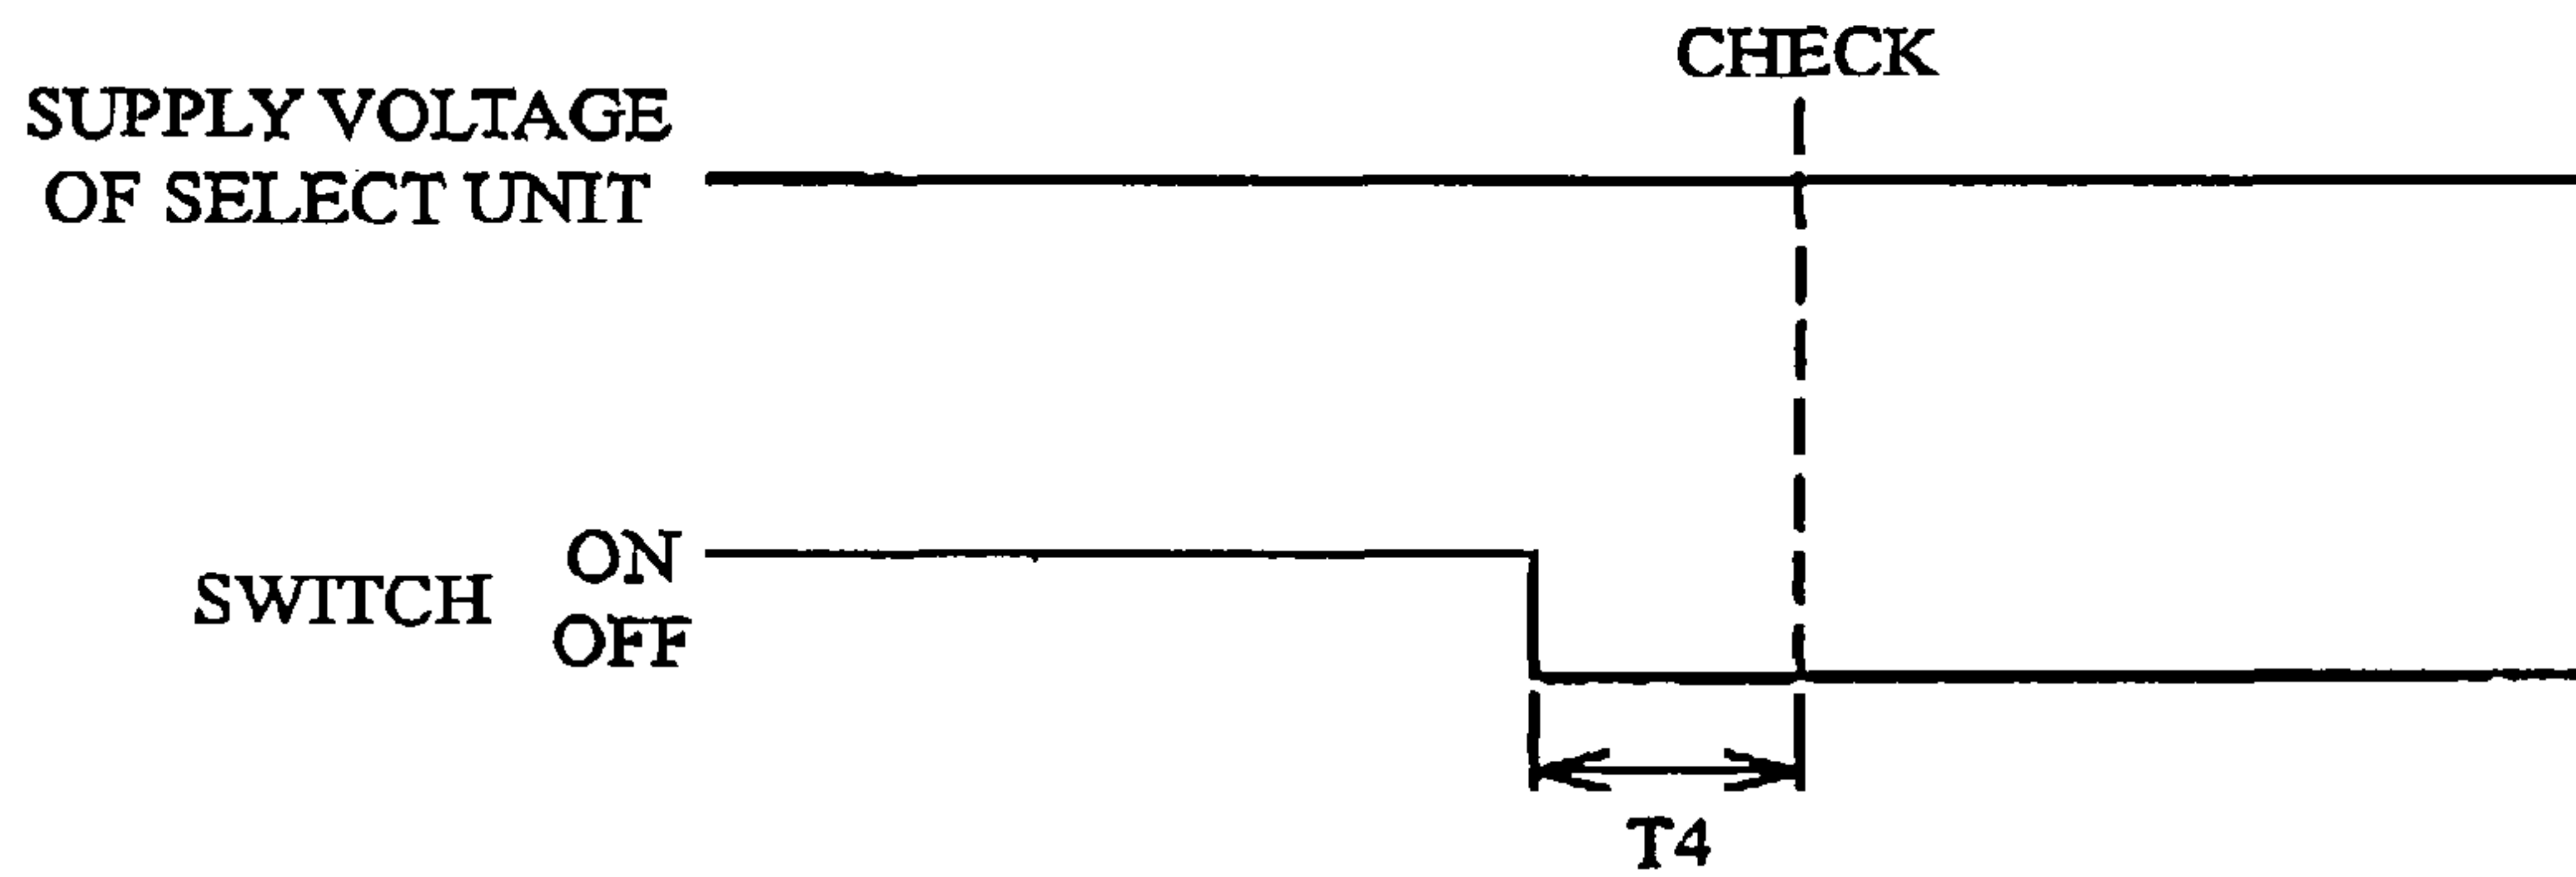 CHECK
SUPPLY VOLTAGE
OF SELECT UNIT
SWITCH
ON
OFF
T4